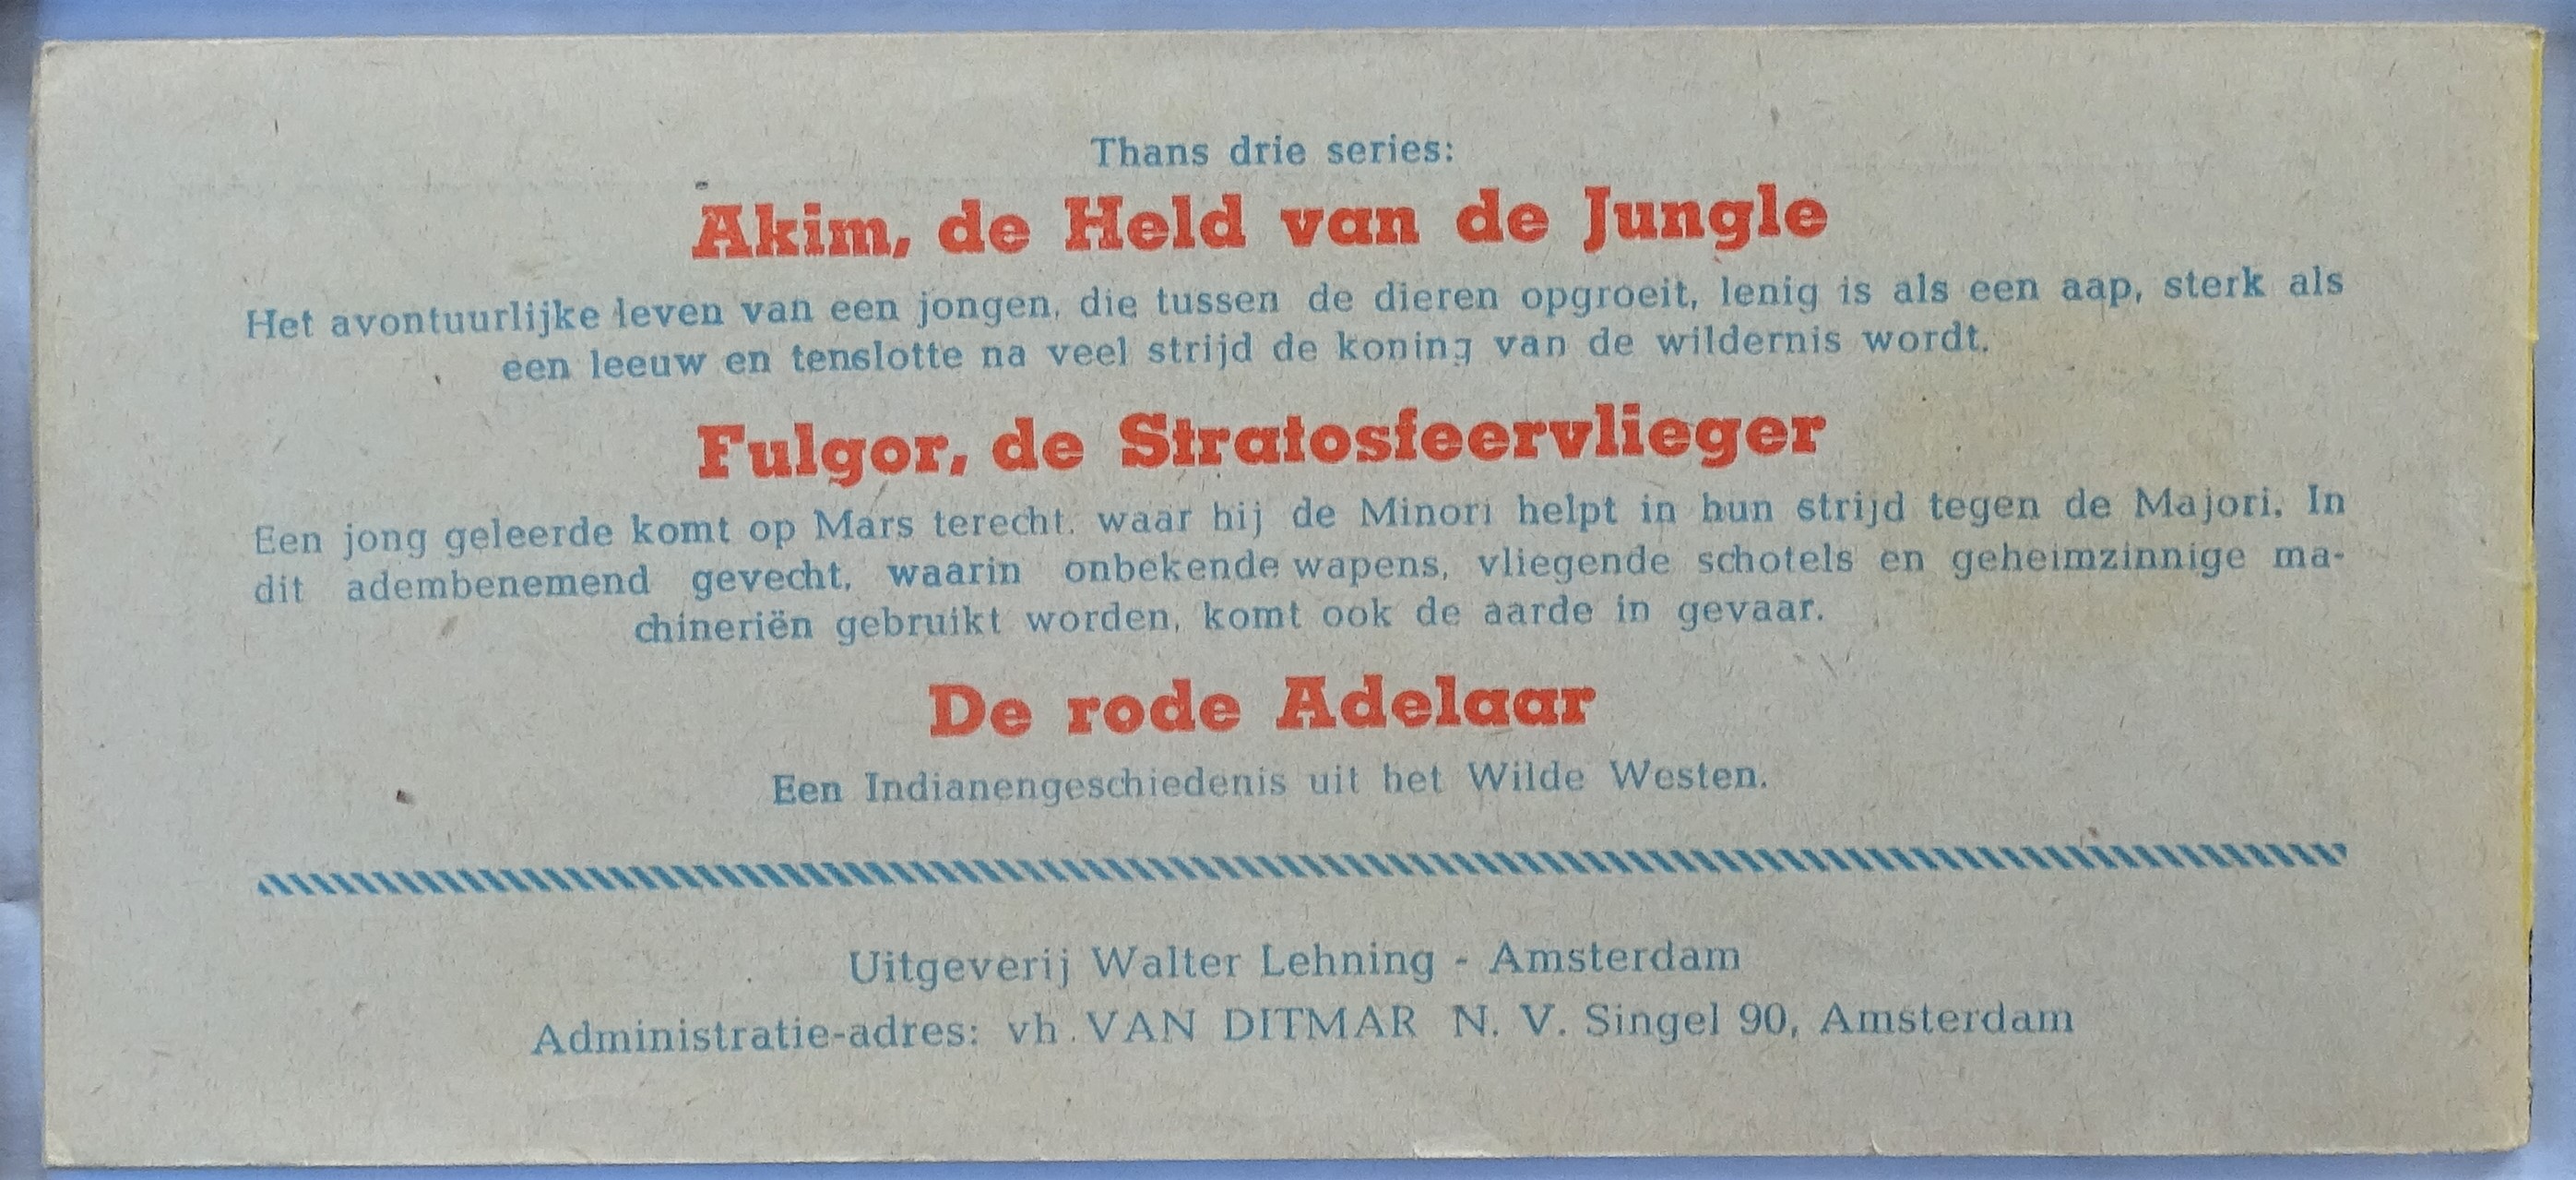 Thans drie series:
Akim, de Held van de Jungle
Het avontuurlijke leven van een jongen, die tussen de dieren opgroeit, lenig is als een aap, sterk als
een leeuw en tenslotte na veel strijd de koning van de wildernis wordt.
Fulgor, de Stratosfeervlieger
Een jong geleerde komt op Mars terecht, waar hij de Minori helpt in hun strijd tegen de Majori. In
dit adembenemend gevecht, waarin onbekende wapens, vliegende schotels en geheimzinnige ma-
chineriën gebruikt worden, komt ook de aarde in gevaar.
De rode Adelaar
Een Indianengeschiedenis uit het Wilde Westen.
Uitgeverij Walter Lehning - Amsterdam
Administratie-adres: vh. VAN DITMAR N. V. Singel 90, Amsterdam